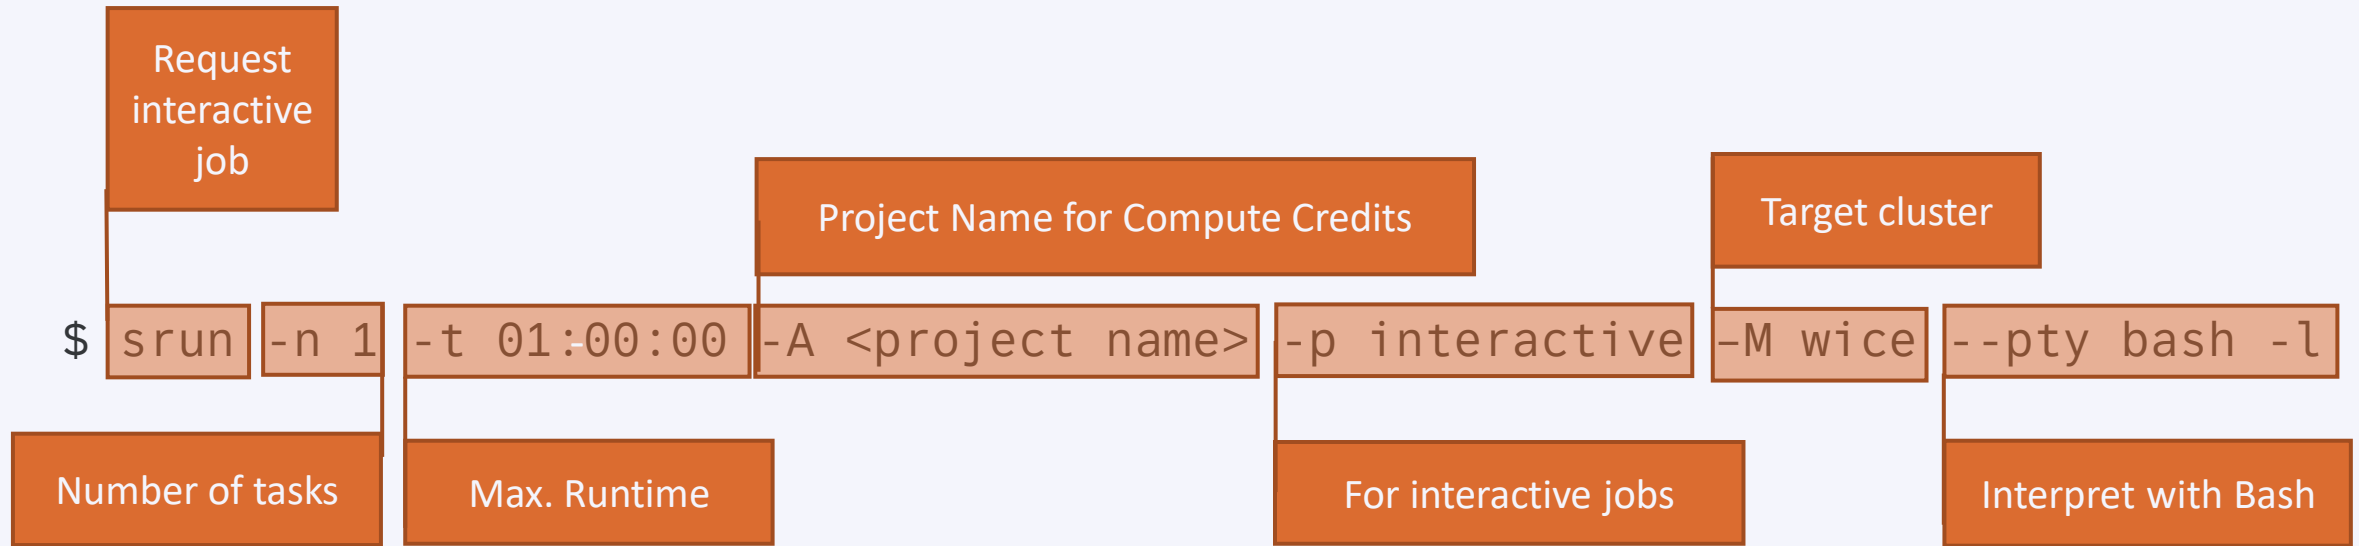 Request
interactive
job
Project Name for Compute Credits
Target cluster
$ srun -n 1 -t 01:-00:00 -A <project name> -p interactive –M wice --pty bash -l
Number of tasks
Max. Runtime
For interactive jobs
Interpret with Bash